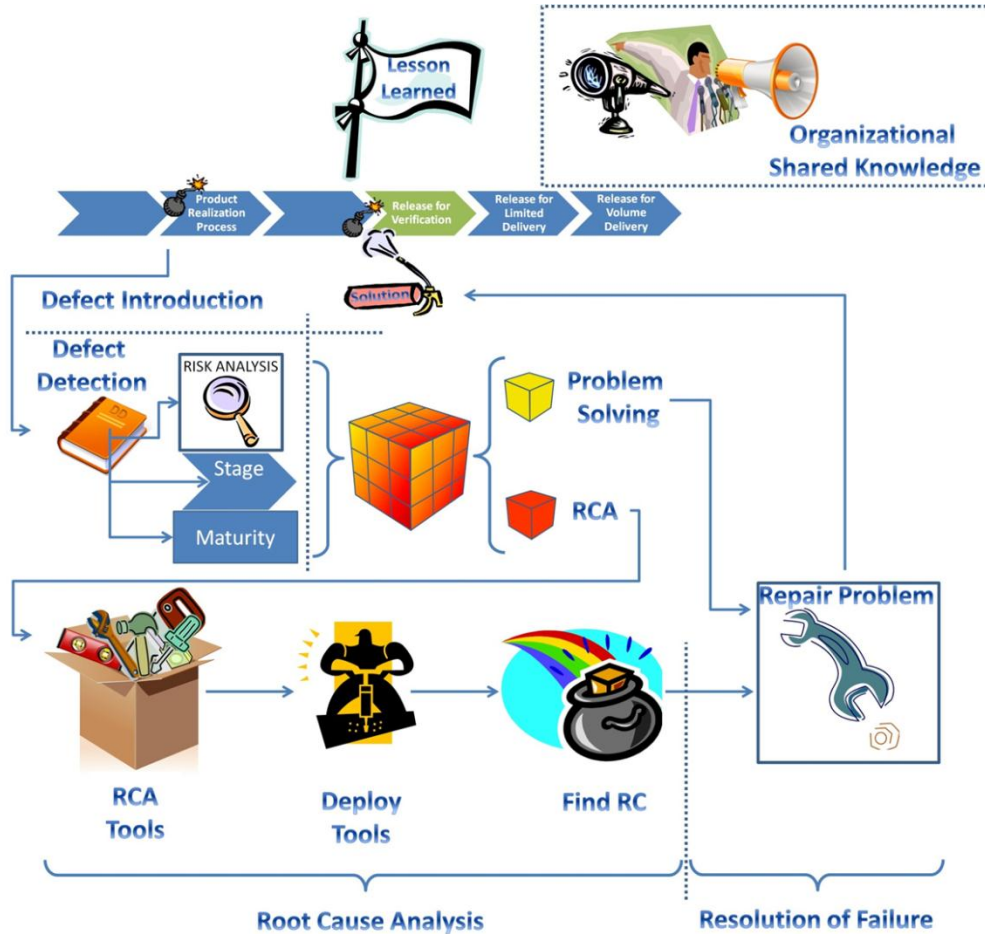 Lesson
Learned
Organizational
Shared Knowledge
Product
Realization
Process
Release for
Verification
Release for
Limited
Delivery
Release for
Volume
Delivery
Defect Introduction
Solution
Defect
Detection
DD
RISK ANALYSIS
Stage
Maturity
Problem
Solving
RCA
Repair Problem
RCA
Tools
Deploy
Tools
Find RC
Root Cause Analysis
Resolution of Failure